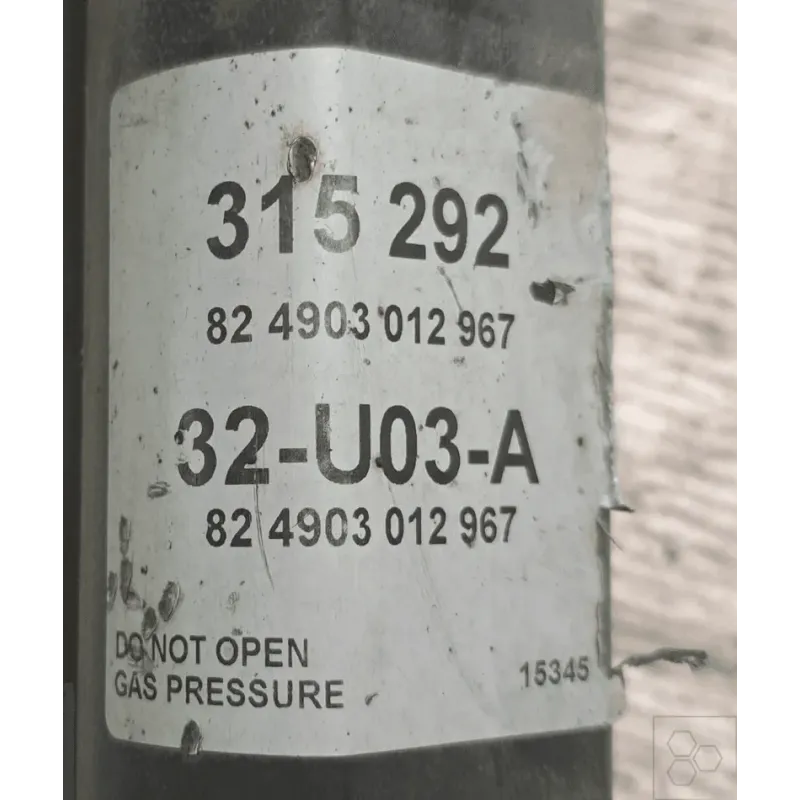 315 292
82 4903 012 967
32-U03-A
82 4903 012 967
DO NOT OPEN
GAS PRESSURE
15345